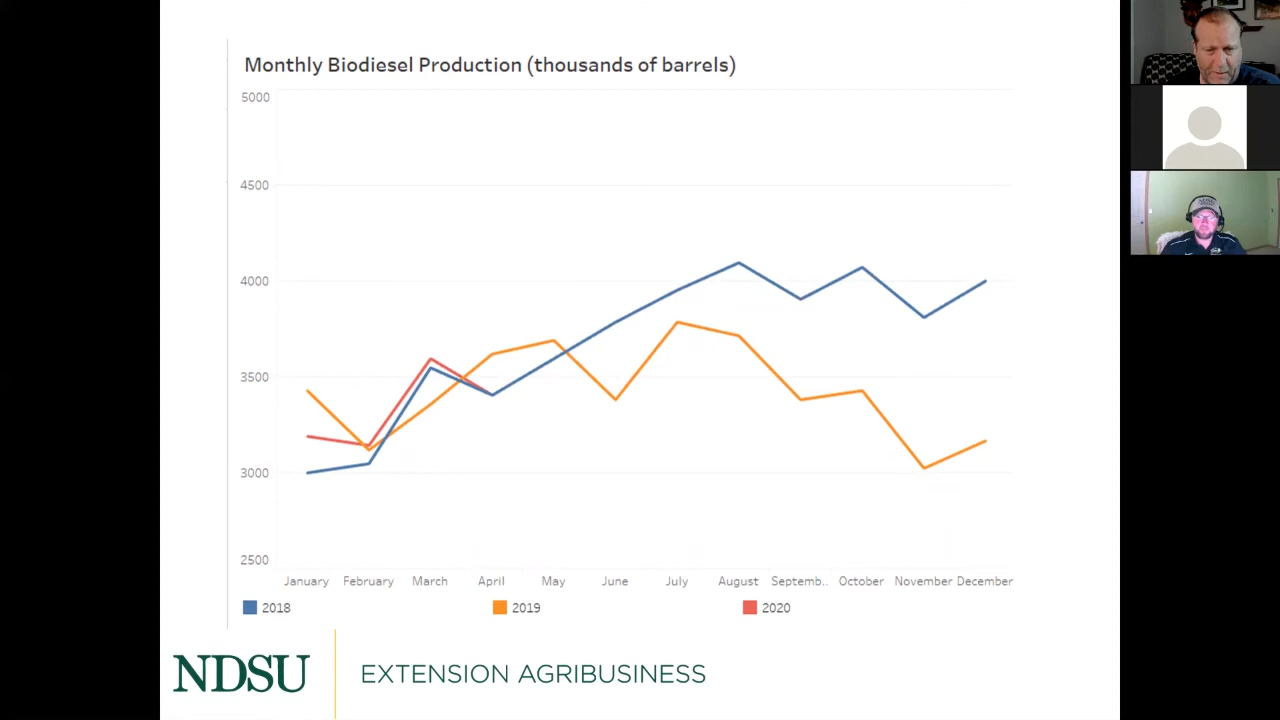 Monthly Biodiesel Production (thousands of barrels)
5000
4500
4000
3500
3000
2500
January February March April May June July August Septemb.. October November December
2018 2019 2020
NDSU EXTENSION AGRIBUSINESS